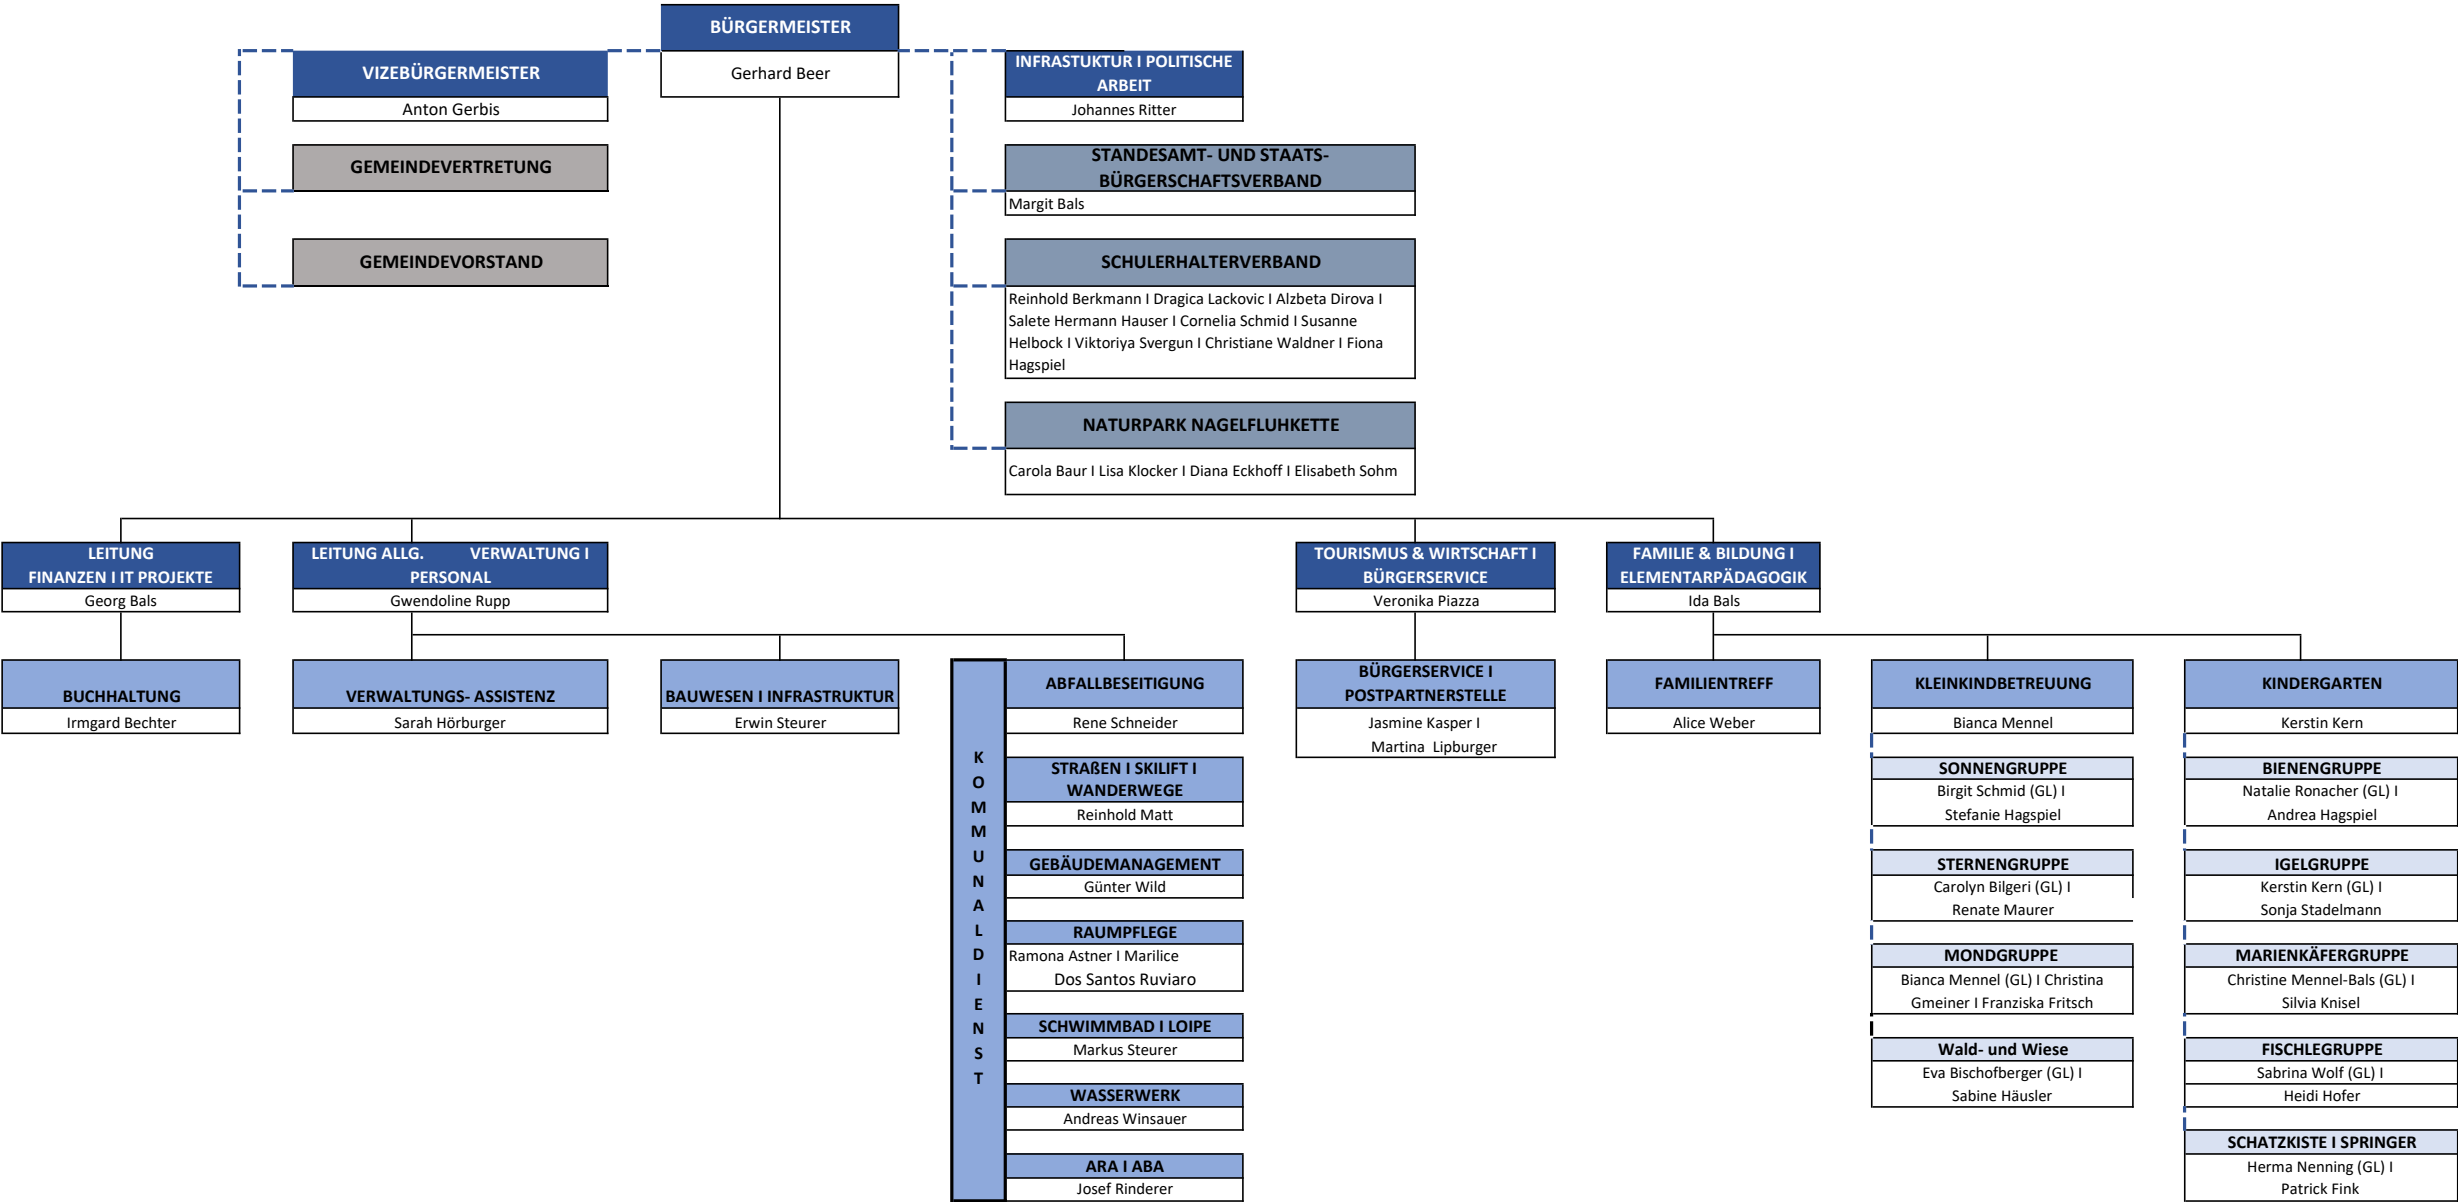 BÜRGERMEISTER
Gerhard Beer
VIZEBÜRGERMEISTER
Anton Gerbis
GEMEINDEVERTRETUNG
GEMEINDEVORSTAND
INFRASTUKTUR I POLITISCHE
ARBEIT
Johannes Ritter
STANDESAMT- UND STAATS-
BÜRGERSCHAFTSVERBAND
Margit Bals
SCHULERHALTERVERBAND
Reinhold Berkmann I Dragica Lackovic I Alzbeta Dirova I
Salete Hermann Hauser I Cornelia Schmid I Susanne
Helbock I Viktoriya Svergun I Christiane Waldner I Fiona
Hagspiel
NATURPARK NAGELFLUHKETTE
Carola Baur I Lisa Klocker I Diana Eckhoff I Elisabeth Sohm
LEITUNG
FINANZEN I IT PROJEKTE
Georg Bals
BUCHHALTUNG
Irmgard Bechter
LEITUNG ALLG. VERWALTUNG I
PERSONAL
Gwendoline Rupp
VERWALTUNGS- ASSISTENZ
Sarah Hörburger
BAUWESEN I INFRASTRUKTUR
Erwin Steurer
K
O
M
M
U
N
A
L
D
I
E
N
S
T
ABFALLBESEITIGUNG
Rene Schneider
STRAßEN I SKILIFT I
WANDERWEGE
Reinhold Matt
GEBÄUDEMANAGEMENT
Günter Wild
RAUMPFLEGE
Ramona Astner I Marilice
Dos Santos Ruviaro
SCHWIMMBAD I LOIPE
Markus Steurer
WASSERWERK
Andreas Winsauer
ARA I ABA
Josef Rinderer
TOURISMUS & WIRTSCHAFT I
BÜRGERSERVICE
Veronika Piazza
BÜRGERSERVICE I
POSTPARTNERSTELLE
Jasmine Kasper I
Martina Lipburger
FAMILIE & BILDUNG I
ELEMENTARPÄDAGOGIK
Ida Bals
FAMILIENTREFF
Alice Weber
KLEINKINDBETREUUNG
Bianca Mennel
SONNENGRUPPE
Birgit Schmid (GL) I
Stefanie Hagspiel
STERNENGRUPPE
Carolyn Bilgeri (GL) I
Renate Maurer
MONDGRUPPE
Bianca Mennel (GL) I Christina
Gmeiner I Franziska Fritsch
Wald- und Wiese
Eva Bischofberger (GL) I
Sabine Häusler
KINDERGARTEN
Kerstin Kern
BIENENGRUPPE
Natalie Ronacher (GL) I
Andrea Hagspiel
IGELGRUPPE
Kerstin Kern (GL) I
Sonja Stadelmann
MARIENKÄFERGRUPPE
Christine Mennel-Bals (GL) I
Silvia Knisel
FISCHLEGRUPPE
Sabrina Wolf (GL) I
Heidi Hofer
SCHATZKISTE I SPRINGER
Herma Nenning (GL) I
Patrick Fink